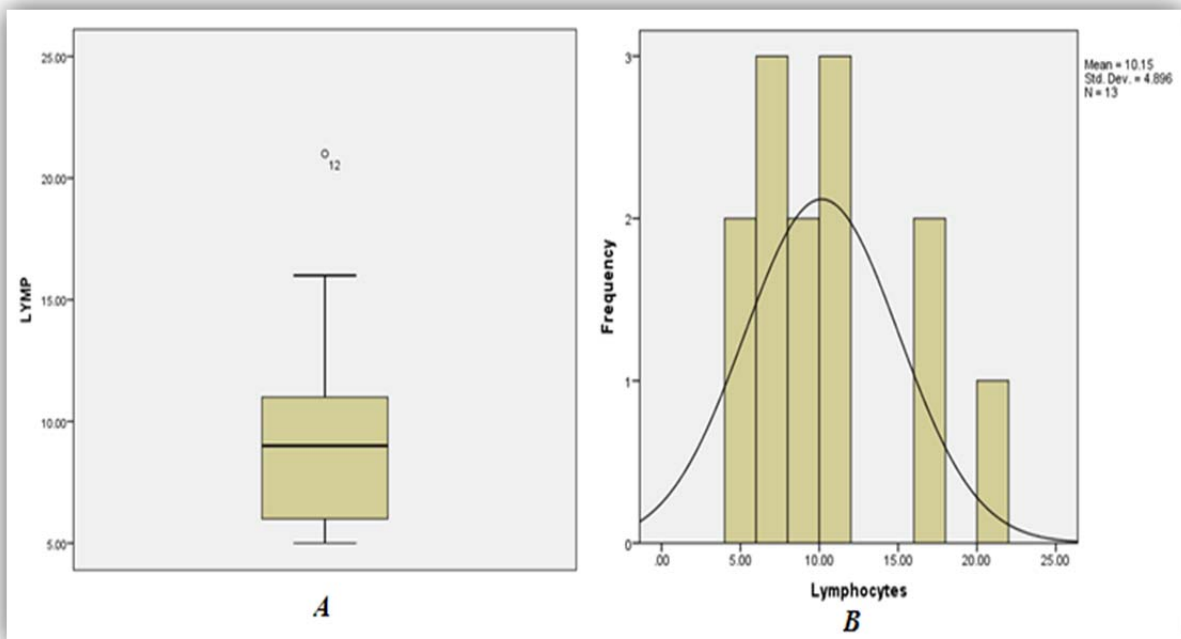 25.00
20.00
15.00
10.00
5.00
LYMP
12
A
3
2
1
0
Frequency
.00
5.00
10.00
15.00
20.00
25.00
Lymphocytes
B
Mean = 10.15
Std. Dev. = 4.896
N = 13